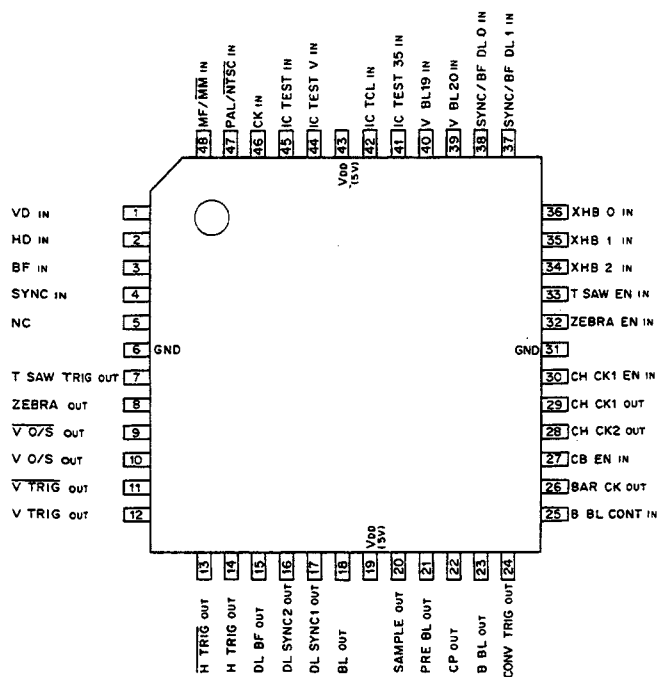 48 MF/MM IN
47 PAL/NTSC IN
46 CK IN
45 IC TEST IN
44 IC TEST V IN
43 VDD (5V)
42 IC TCL IN
41 IC TEST 35 IN
40 V BL19 IN
39 V BL20 IN
38 SYNC/BF DL 0 IN
37 SYNC/BF DL 1 IN
VD IN 1
HD IN 2
BF IN 3
SYNC IN 4
NC 5
6 GND
T SAW TRIG OUT 7
ZEBRA OUT 8
V O/S OUT 9
V O/S OUT 10
V TRIG OUT 11
V TRIG OUT 12
36 XHB 0 IN
35 XHB 1 IN
34 XHB 2 IN
33 T SAW EN IN
32 ZEBRA EN IN
GND 31
30 CH CK1 EN IN
29 CH CK1 OUT
28 CH CK2 OUT
27 CB EN IN
26 BAR CK OUT
25 B BL CONT IN
13 H TRIG OUT
14 H TRIG OUT
15 DL BF OUT
16 DL SYNC2 OUT
17 DL SYNC1 OUT
18 BL OUT
19 VDD (5V)
20 SAMPLE OUT
21 PRE BL OUT
22 CP OUT
23 B BL OUT
24 CONV TRIG OUT